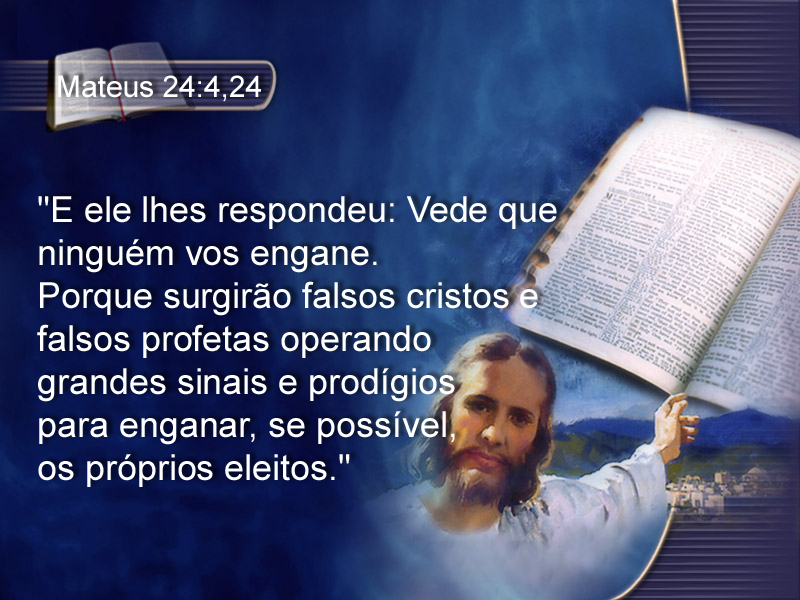 Mateus 24:4,24
"E ele lhes respondeu: Vede que
ninguém vos engane.
Porque surgirão falsos cristos e
falsos profetas operando
grandes sinais e prodígios
para enganar, se possível,
os próprios eleitos."